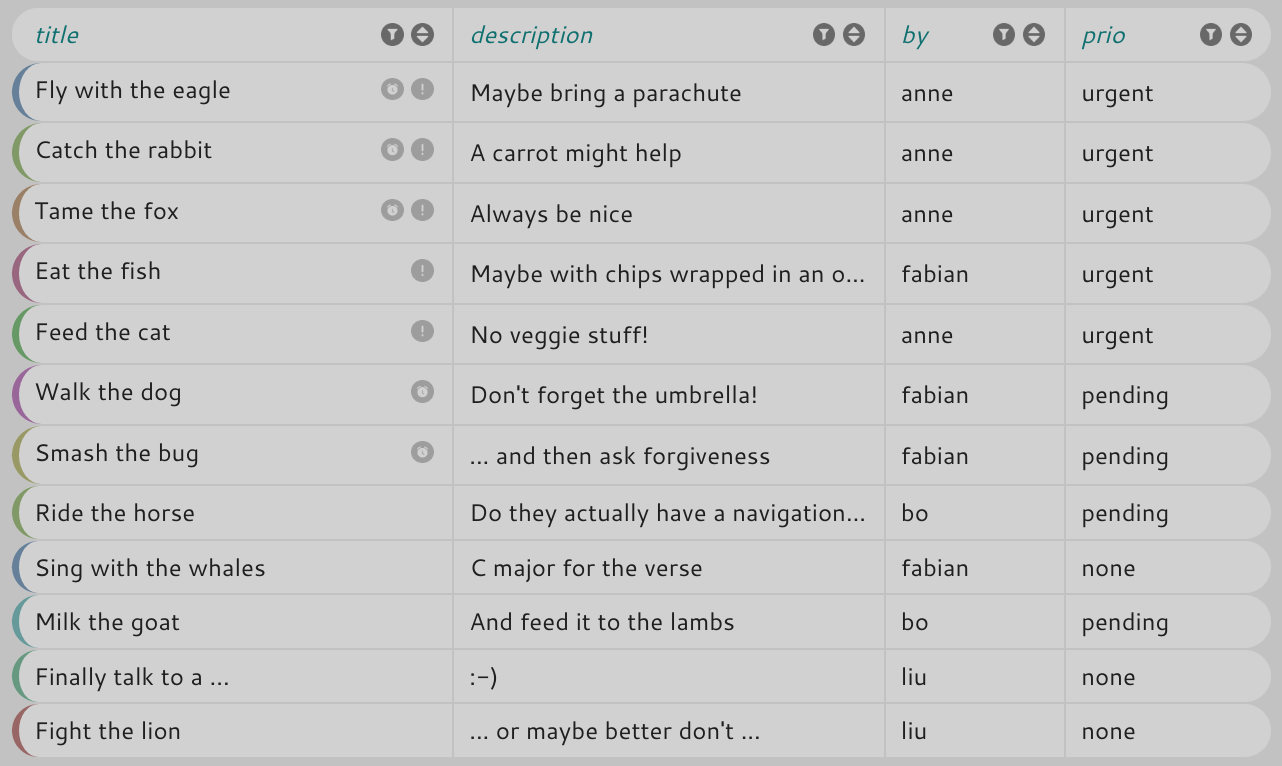 title description by prio
Fly with the eagle Maybe bring a parachute anne urgent
Catch the rabbit A carrot might help anne urgent
Tame the fox Always be nice anne urgent
Eat the fish Maybe with chips wrapped in an o... fabian urgent
Feed the cat No veggie stuff! anne urgent
Walk the dog Don't forget the umbrella! fabian pending
Smash the bug ... and then ask forgiveness fabian pending
Ride the horse Do they actually have a navigation... bo pending
Sing with the whales C major for the verse fabian none
Milk the goat And feed it to the lambs bo pending
Finally talk to a ... :-) liu none
Fight the lion ... or maybe better don't ... liu none